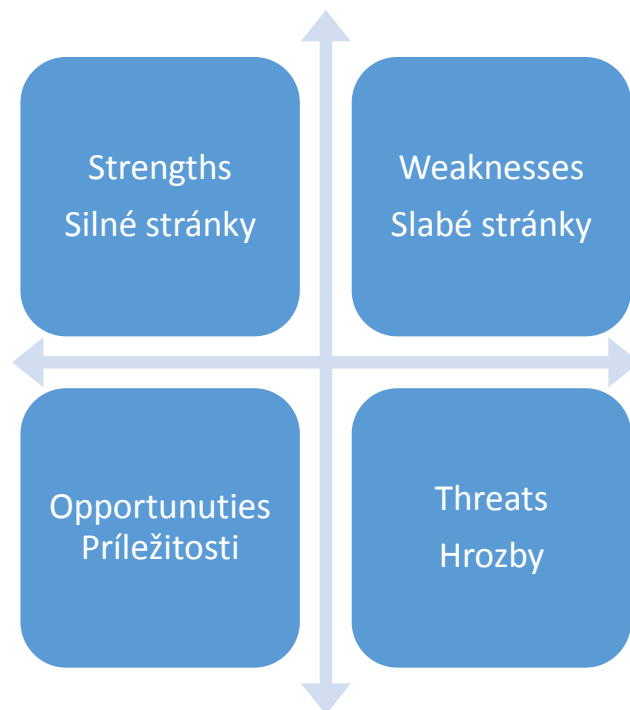 Strengths
Silné stránky
Weaknesses
Slabé stránky
Opportunuties
Príležitosti
Threats
Hrozby